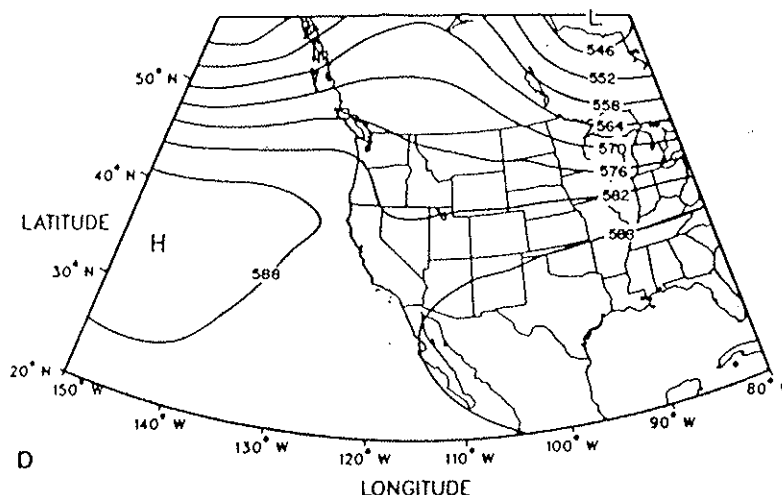 L
546
50° N
552
558
564
570
576
40° N
582
LATITUDE
H
588
588
30° N
20° N
150° W
80°
140° W
90° W
130° W
100° W
120° W
110° W
D
LONGITUDE